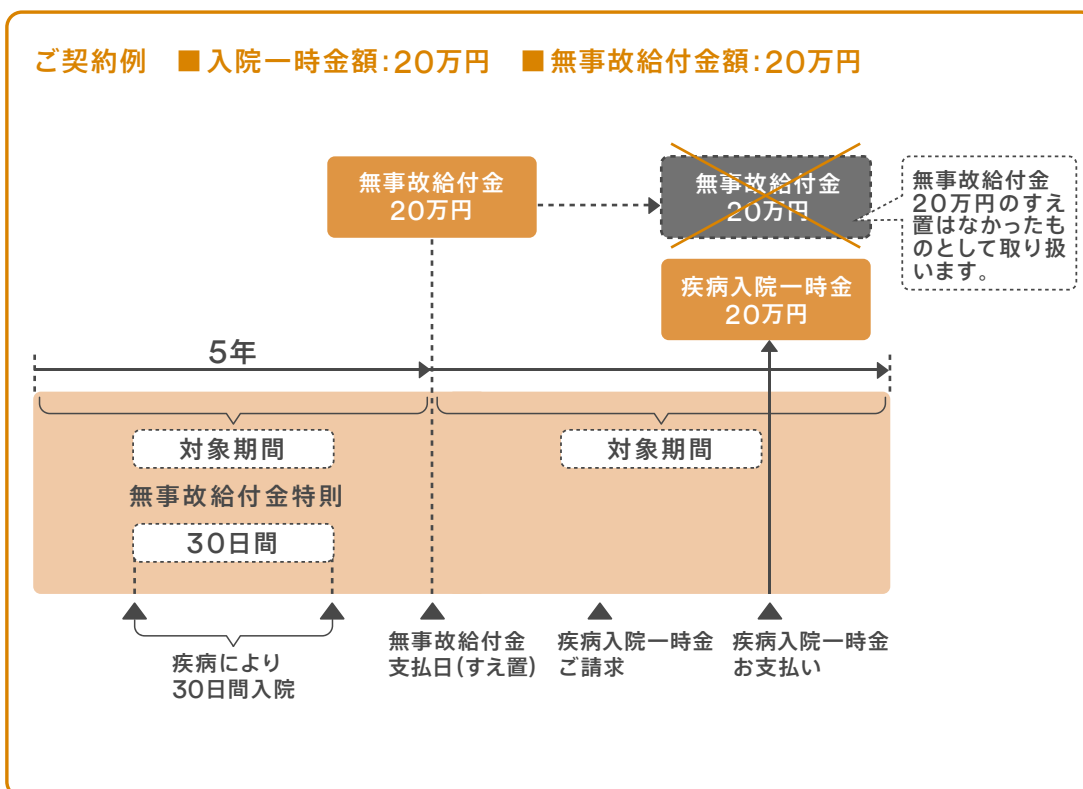 ご契約例 ■入院一時金額:20万円 ■無事故給付金額:20万円
無事故給付金
20万円
無事故給付金
20万円
無事故給付金
20万円のすえ
置はなかったも
のとして取り扱
います。
疾病入院一時金
20万円
5年
対象期間
対象期間
無事故給付金特則
30日間
疾病により
30日間入院
無事故給付金
支払日(すえ置)
疾病入院一時金
ご請求
疾病入院一時金
お支払い